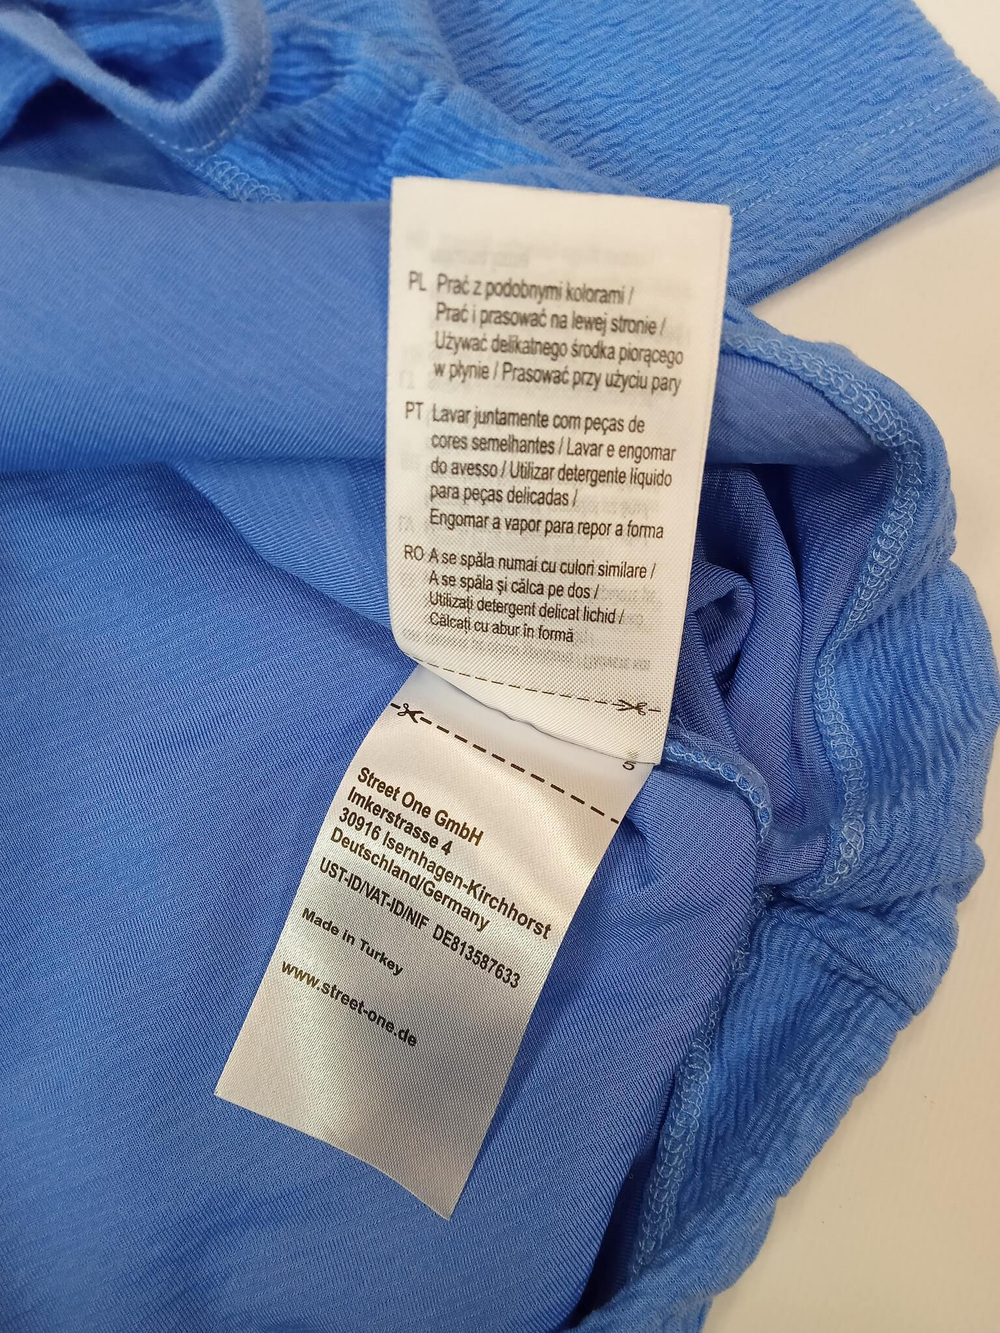 PL Prać z podobnymi kolorami /
Prać i prasować na lewej stronie /
Używać delikatnego środka piorącego
w płynie / Prasować przy użyciu pary
PT Lavar juntamente com peças de
cores semelhantes / Lavar e engomar
do avesso / Utilizar detergente líquido
para peças delicadas /
Engomar a vapor para repor a forma
RO A se spăla numai cu culori similare /
A se spăla şi călca pe dos /
Utilizaţi detergent delicat lichid /
Călcaţi cu abur în formă
5
Street One GmbH
Imkerstrasse 4
30916 Isernhagen-Kirchhorst
Deutschland/Germany
UST-ID/VAT-ID/NIF DE813587633
Made in Turkey
www.street-one.de